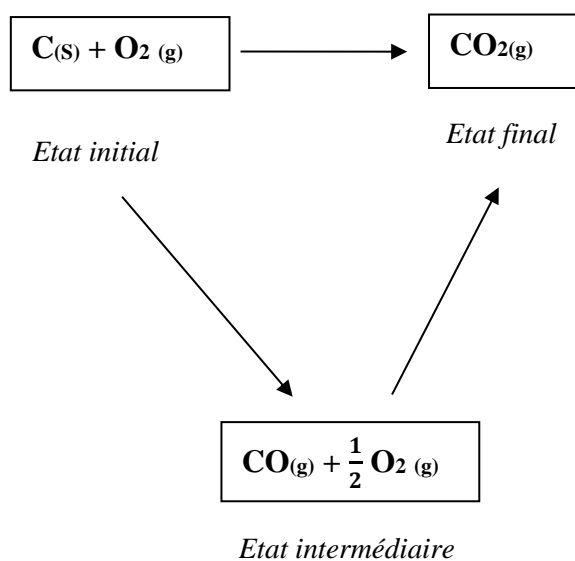 C(S) + O2 (g)
CO2(g)
Etat initial
Etat final
CO(g) + 1/2 O2 (g)
Etat intermédiaire